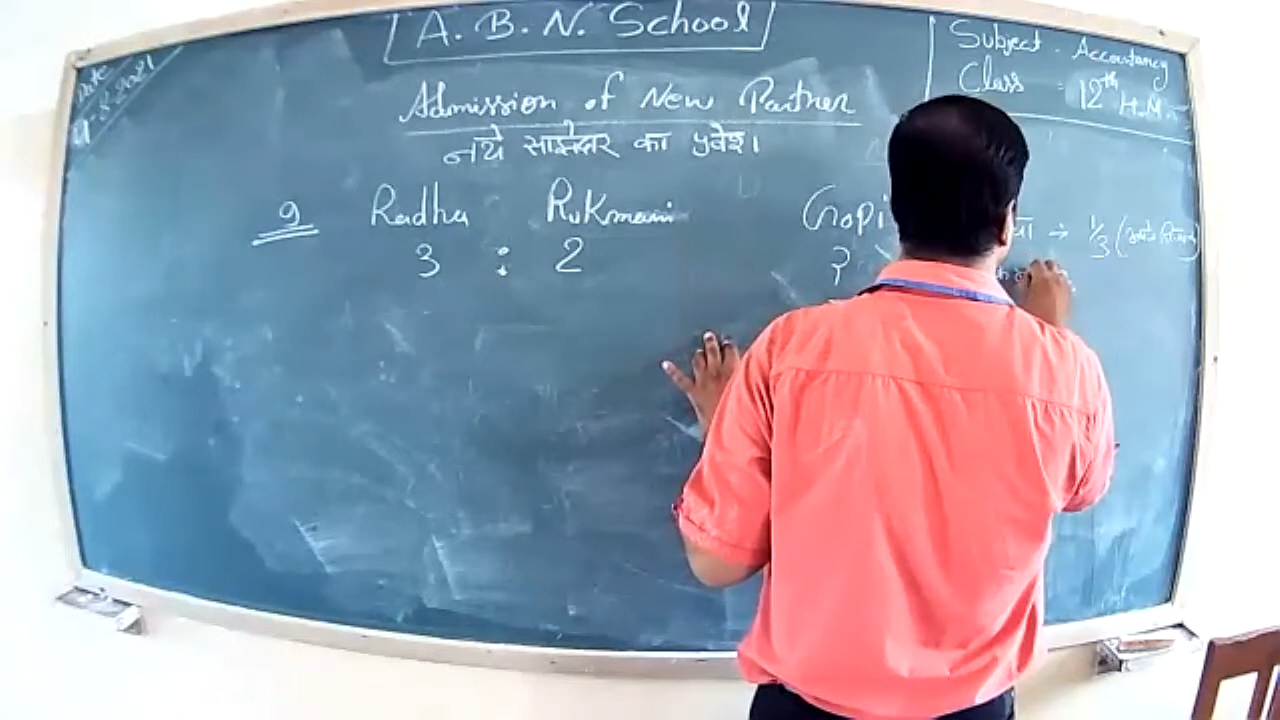 A. B. N. School
Subject - Accountancy
Class = 12th H.M
Date
Admission of New Partner
नये साझेदार का प्रवेश।
9 Radha Rukmani Gopi
3 : 2 ?
→ 1/3